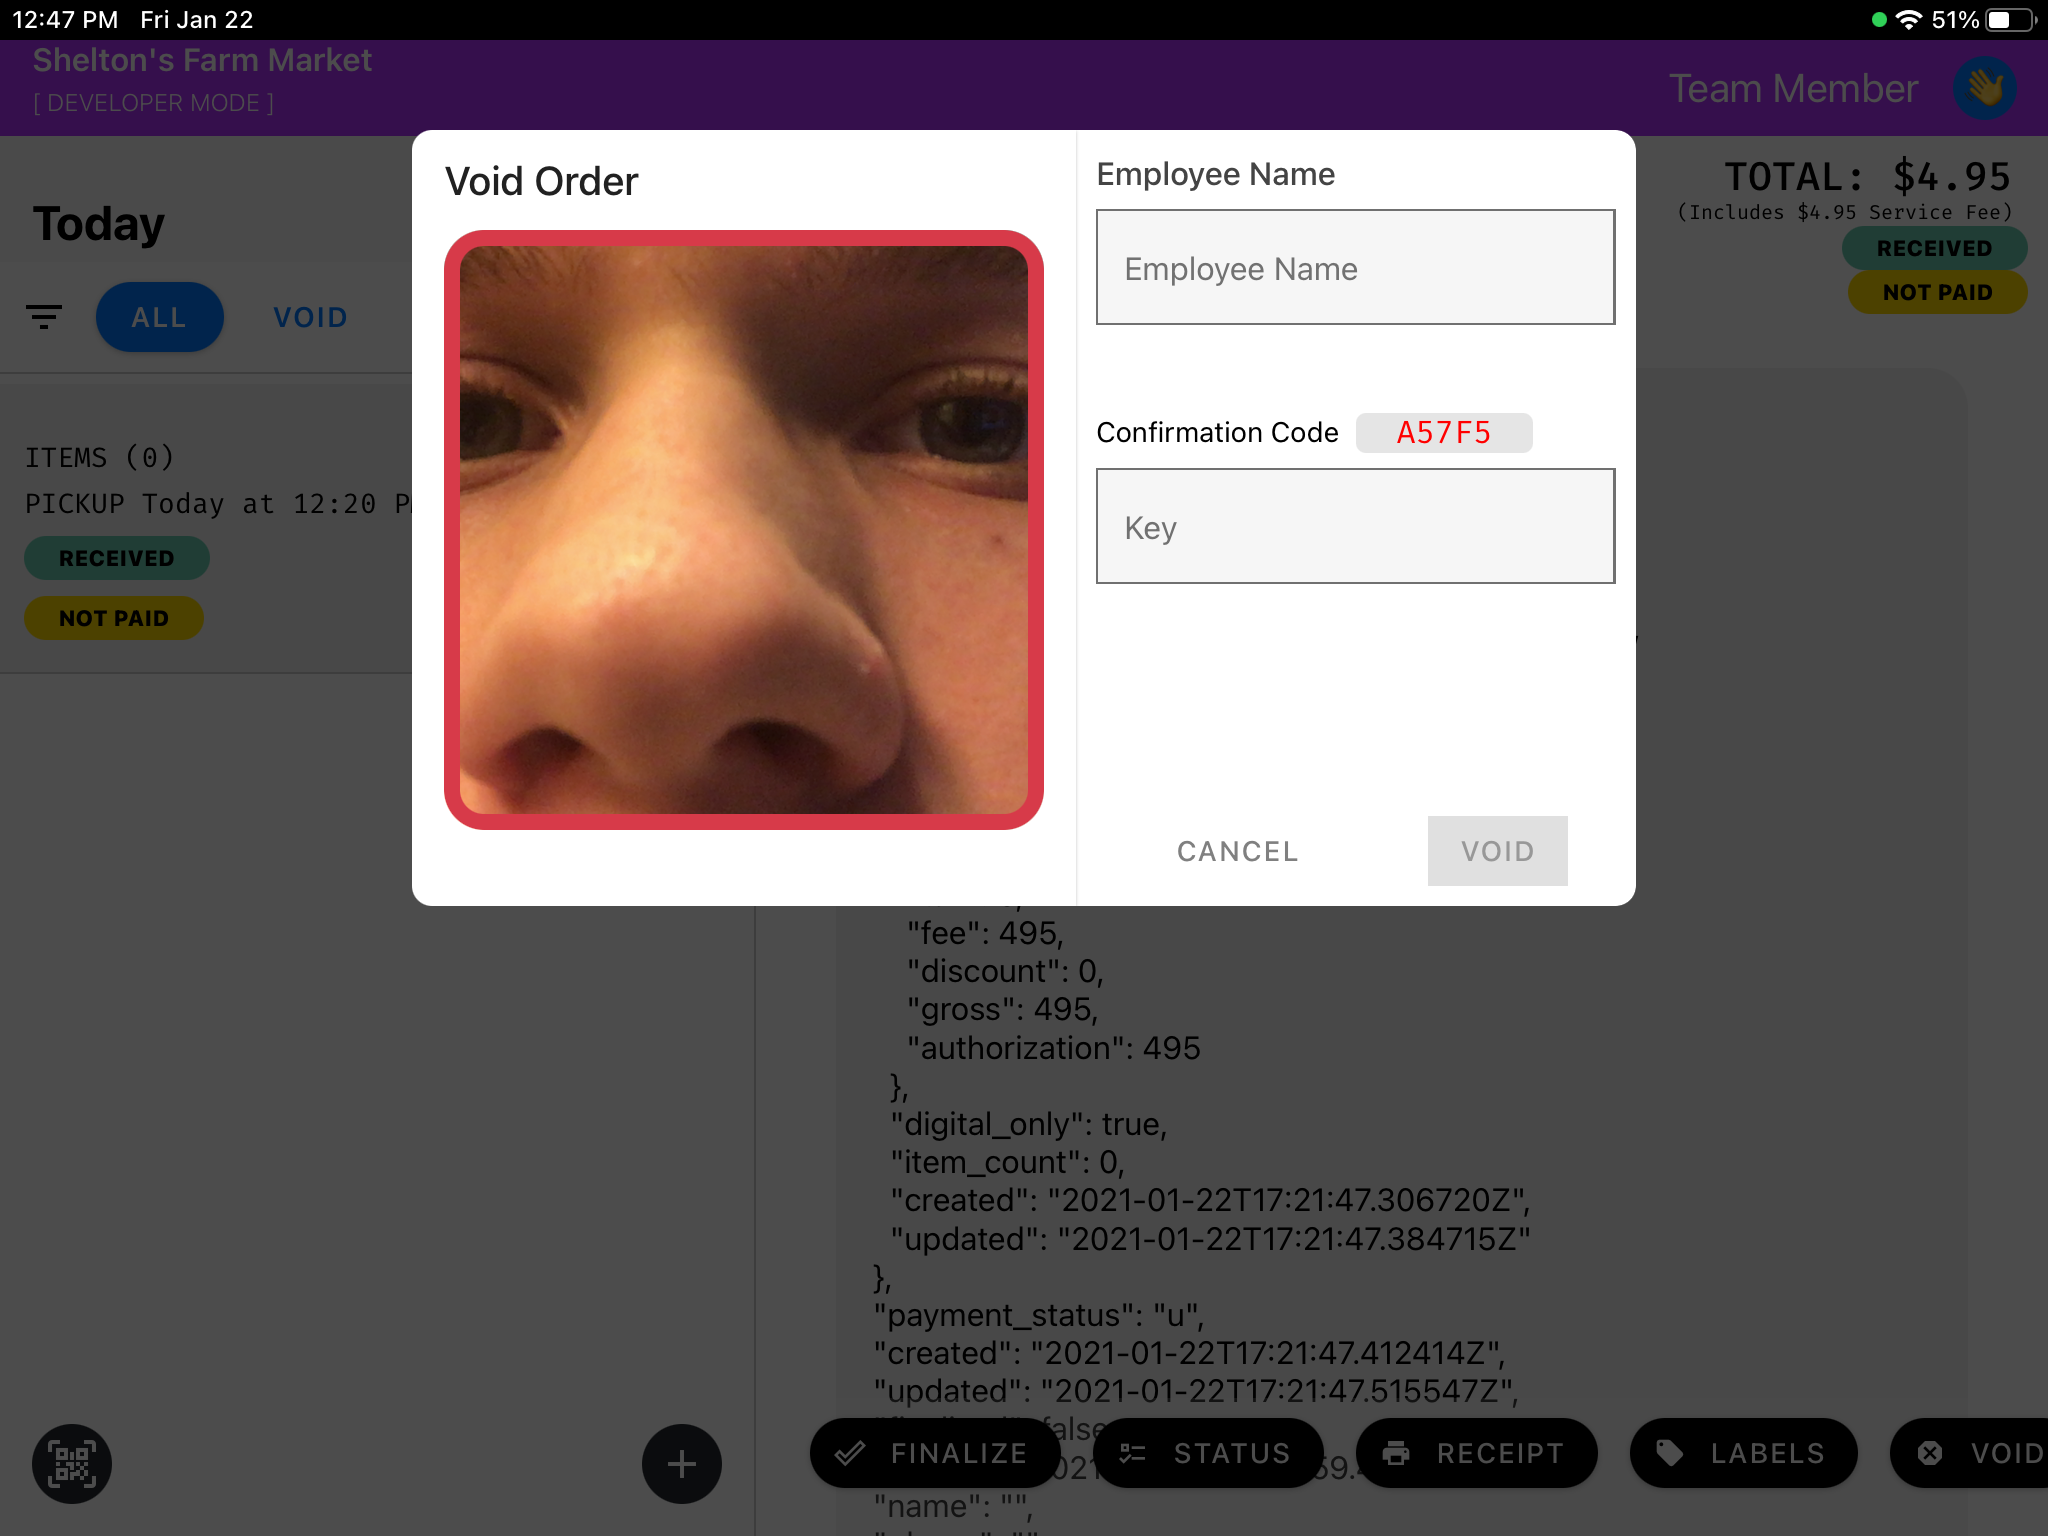 12:47 PM Fri Jan 22
51%
Shelton's Farm Market
[ DEVELOPER MODE ]
Team Member
Today
ALL VOID
ITEMS (0)
PICKUP Today at 12:20
RECEIVED
NOT PAID
Void Order
Employee Name
Employee Name
Confirmation Code A57F5
Key
CANCEL VOID
TOTAL: $4.95
(Includes $4.95 Service Fee)
RECEIVED
NOT PAID
"fee": 495,
"discount": 0,
"gross": 495,
"authorization": 495
},
"digital_only": true,
"item_count": 0,
"created": "2021-01-22T17:21:47.306720Z",
"updated": "2021-01-22T17:21:47.384715Z"
},
"payment_status": "u",
"created": "2021-01-22T17:21:47.412414Z",
"updated": "2021-01-22T17:21:47.515547Z",
"name": "",
FINALIZE STATUS RECEIPT LABELS VOID